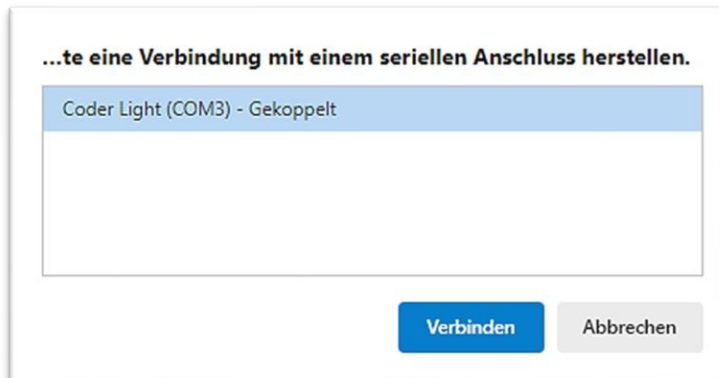 ...te eine Verbindung mit einem seriellen Anschluss herstellen.
Coder Light (COM3) - Gekoppelt
Verbinden Abbrechen